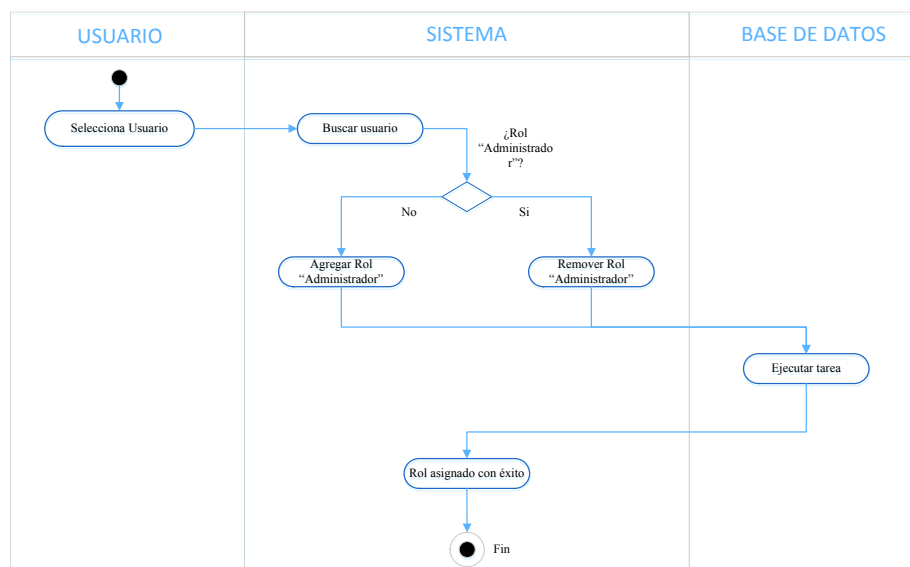 USUARIO
SISTEMA
BASE DE DATOS
Selecciona Usuario
Buscar usuario
¿Rol
“Administrado
r”?
No
Si
Agregar Rol
“Administrador”
Remover Rol
“Administrador”
Ejecutar tarea
Rol asignado con éxito
Fin